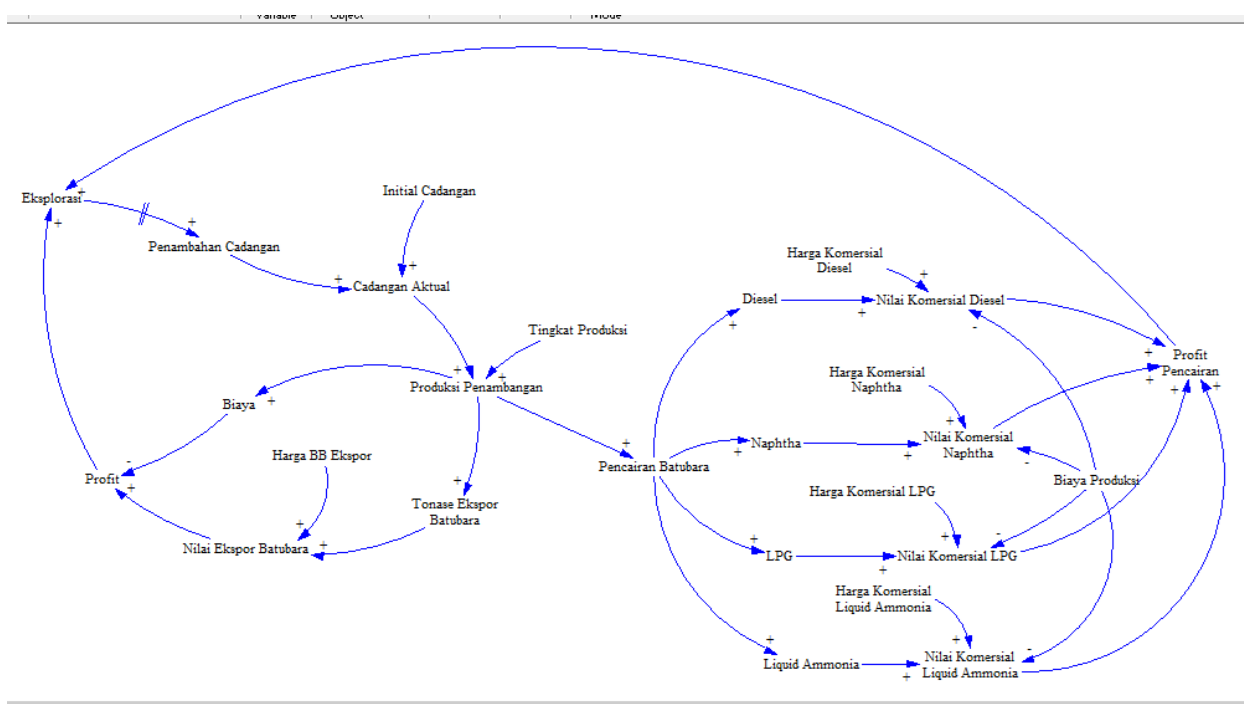 Variable
Object
Mode
Initial Cadangan
Eksplorasi
+
+
+
Penambahan Cadangan
+
+
Cadangan Aktual
Harga Komersial
Diesel
+
Diesel
+
+
Nilai Komersial Diesel
-
Tingkat Produksi
+
+
Produksi Penambangan
Biaya
+
Harga Komersial
Naphtha
+
Profit
Pencairan
+
+
+
+
Nilai Komersial
Naphtha
+
-
Naphtha
+
Pencairan Batubara
+
Harga BB Ekspor
Profit
-
+
+
Tonase Ekspor
Batubara
Biaya Produksi
Harga Komersial LPG
+
Nilai Ekspor Batubara
+
+
LPG
+
+
-
Nilai Komersial LPG
Harga Komersial
Liquid Ammonia
+
+
Liquid Ammonia
+
-
Nilai Komersial
Liquid Ammonia